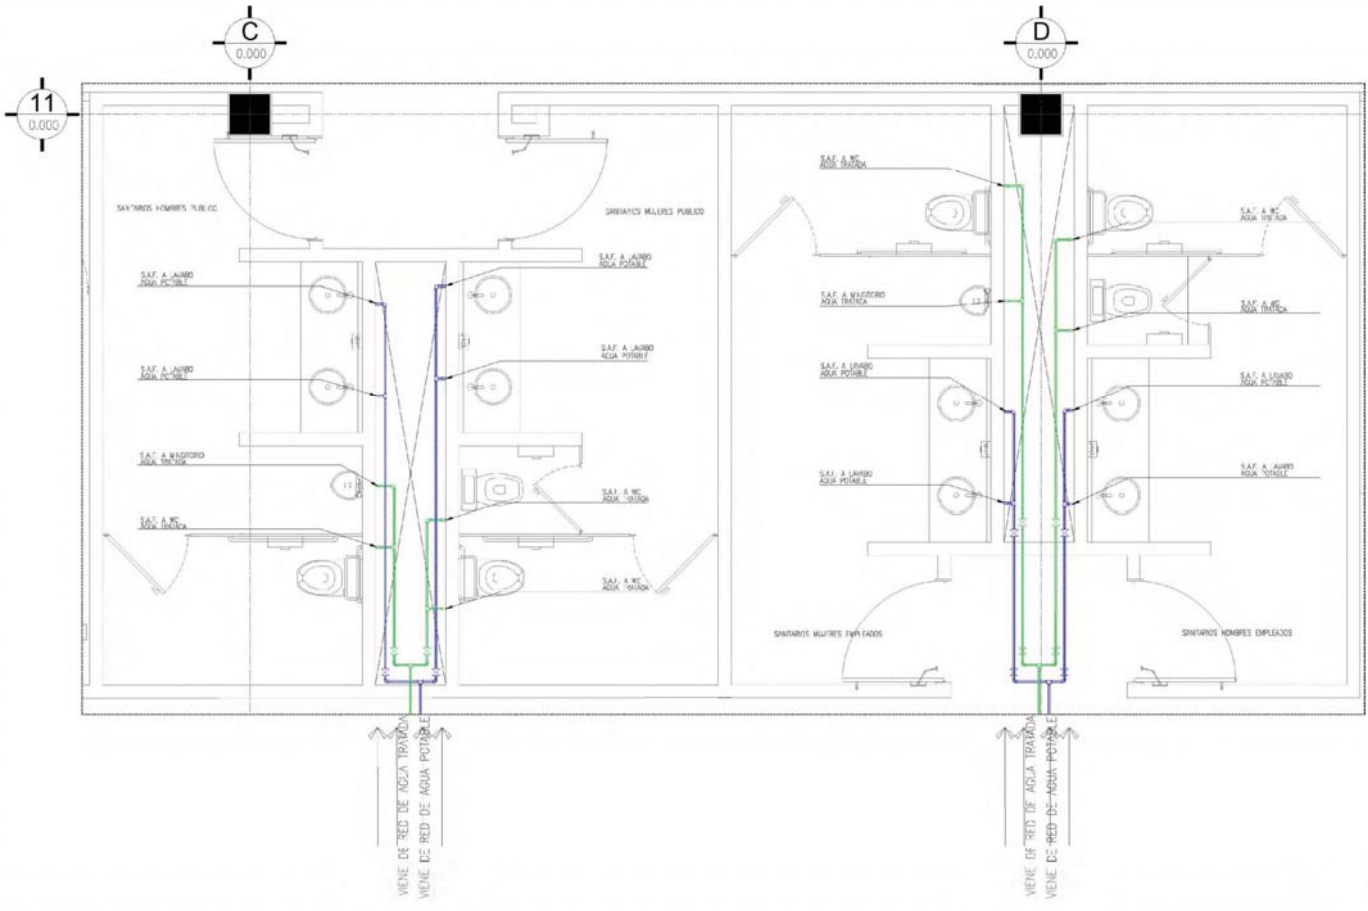 C
0.000
D
0.000
11
0.000
SANITARIOS HOMBRES PUBLICO
SANITARIOS MUJERES PUBLICO
S.A.F. A LAVABO
AGUA POTABLE
S.A.F. A LAVABO
AGUA POTABLE
S.A.F. A LAVABO
AGUA POTABLE
S.A.F. A LAVABO
AGUA POTABLE
S.A.F. A MINGITORIO
AGUA TRATADA
S.A.F. A WC
AGUA TRATADA
S.A.F. A WC
AGUA TRATADA
S.A.F. A WC
AGUA TRATADA
S.A.F. A WC
AGUA TRATADA
S.A.F. A WC
AGUA TRATADA
S.A.F. A MINGITORIO
AGUA TRATADA
S.A.F. A WC
AGUA TRATADA
S.A.F. A LAVABO
AGUA POTABLE
S.A.F. A LAVABO
AGUA POTABLE
S.A.F. A LAVABO
AGUA POTABLE
S.A.F. A LAVABO
AGUA POTABLE
SANITARIOS MUJERES EMPLEADOS
SANITARIOS HOMBRES EMPLEADOS
VIENE DE RED DE AGUA TRATADA
VIENE DE RED DE AGUA POTABLE
VIENE DE RED DE AGUA TRATADA
VIENE DE RED DE AGUA POTABLE